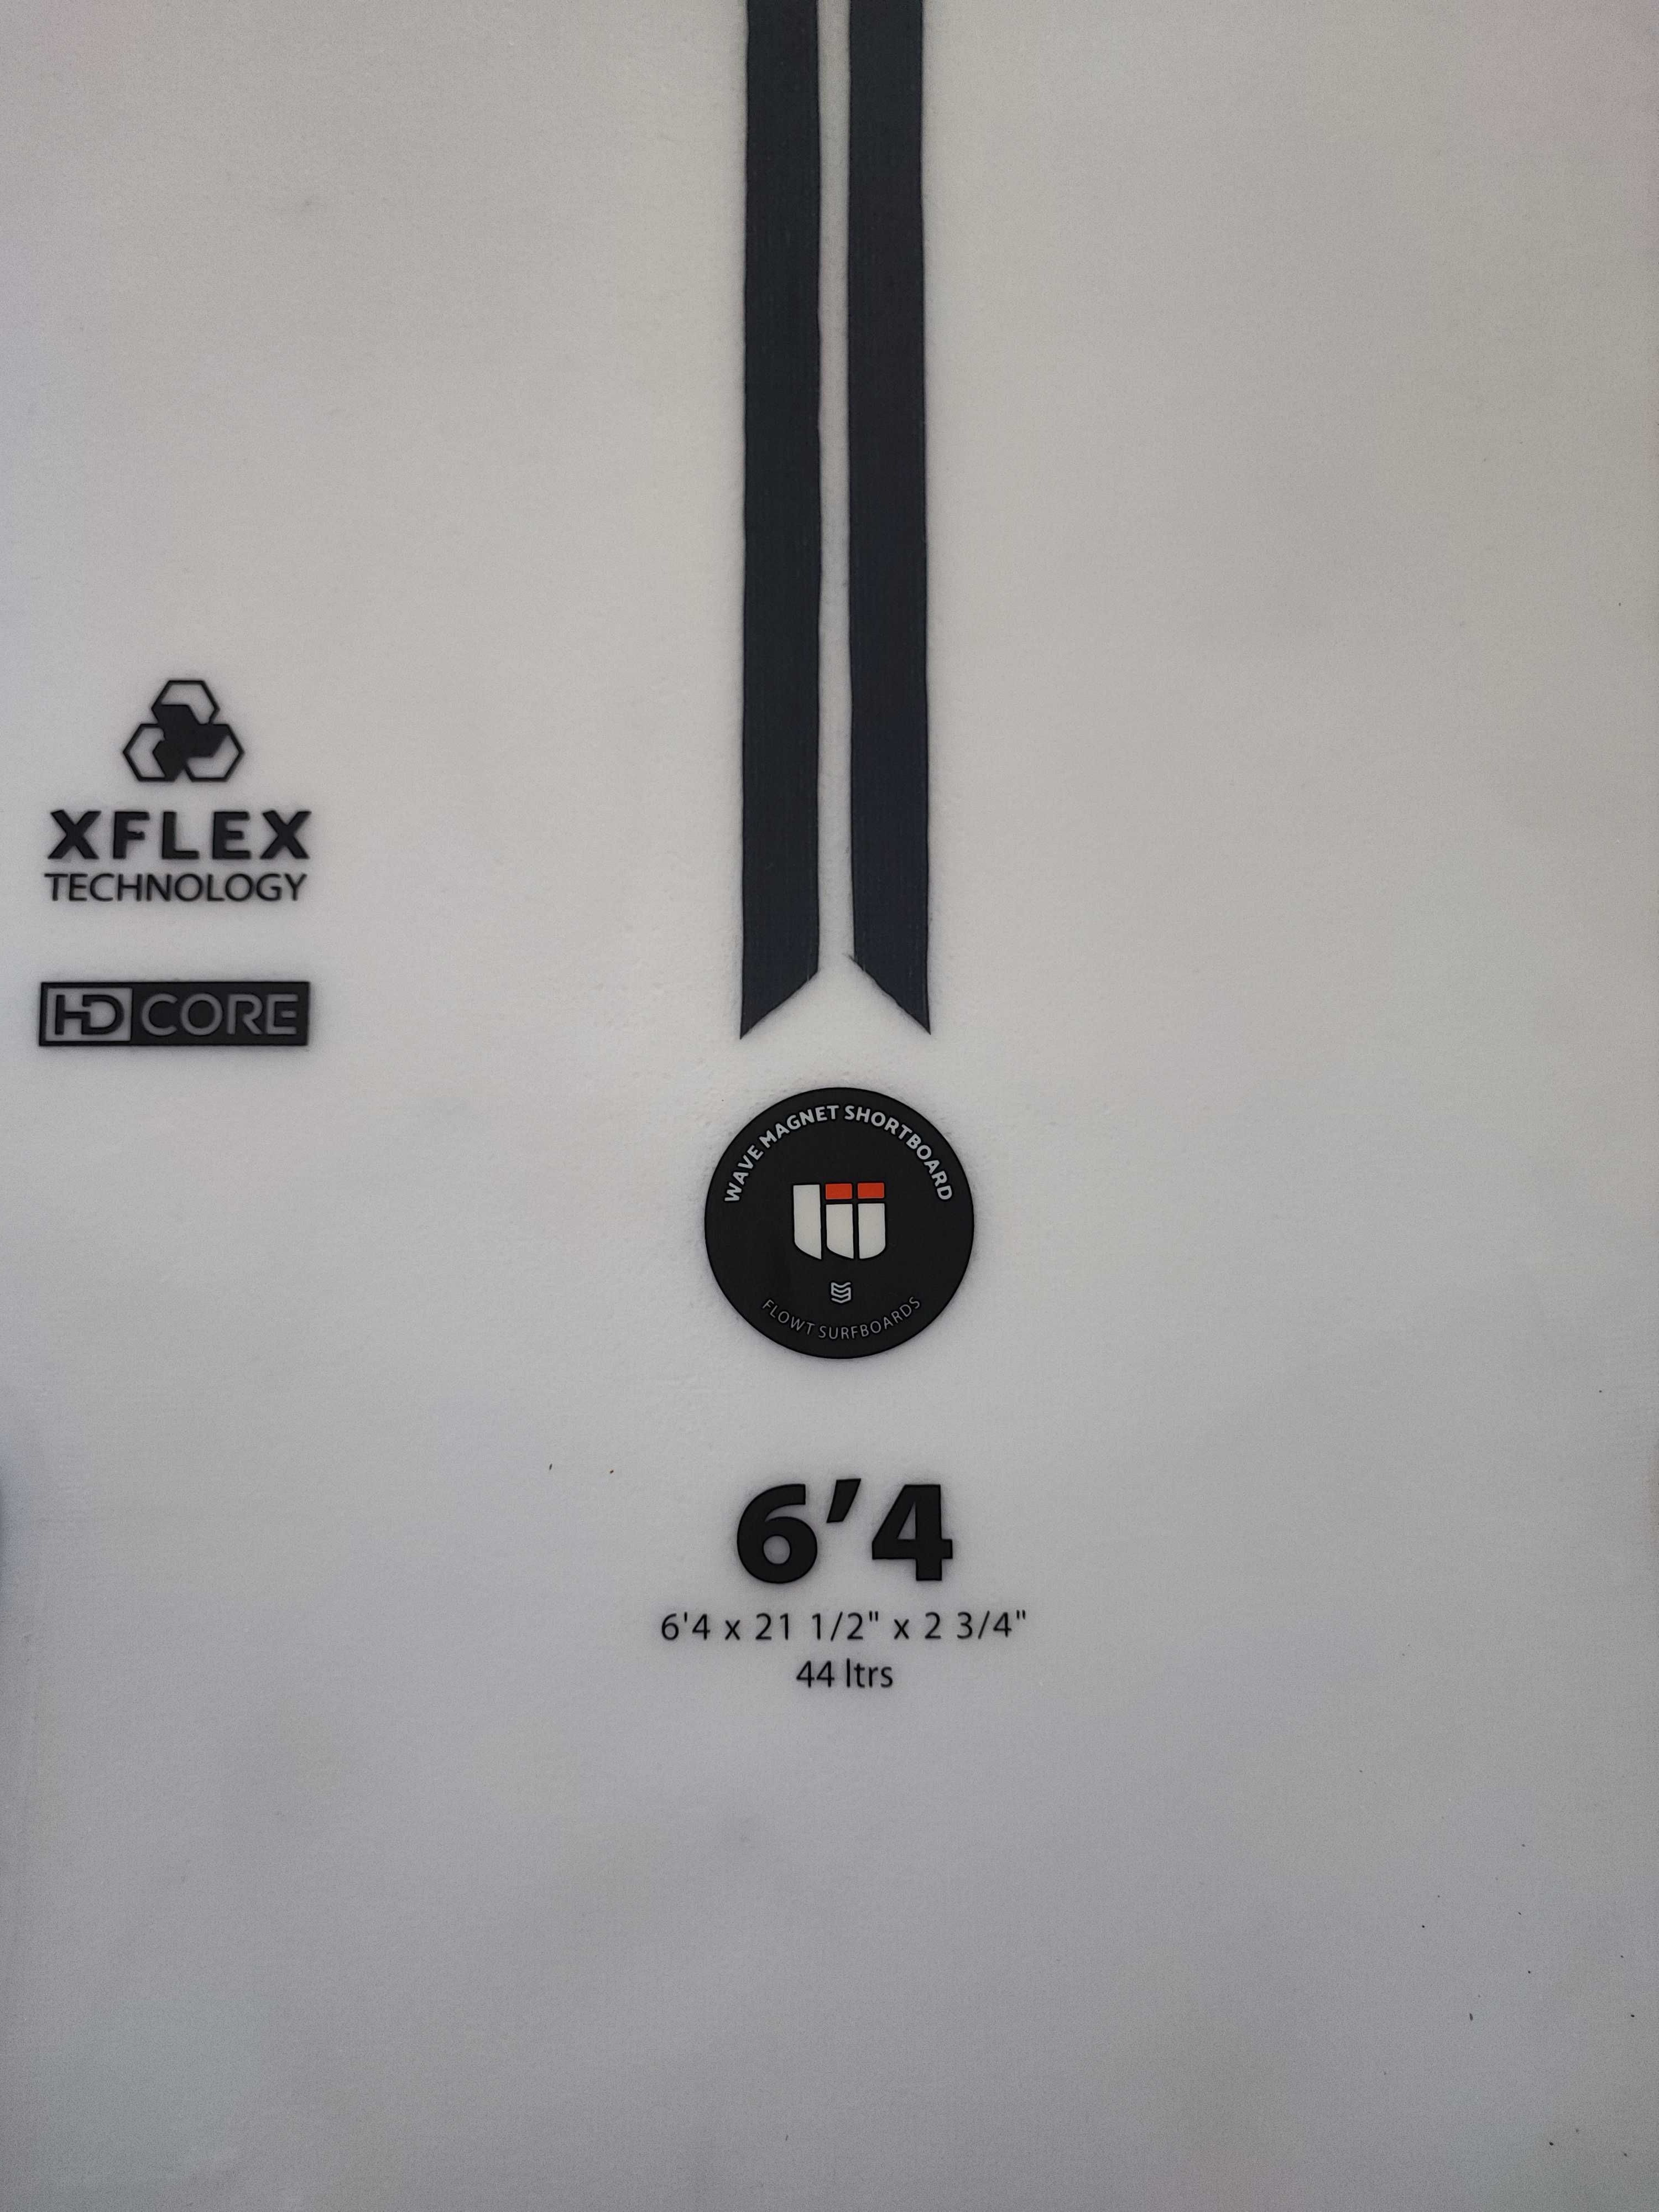 XFLEX
TECHNOLOGY
HD CORE
WAVE MAGNET SHORTBOARD
FLOWT SURFBOARDS
6'4
6'4 x 21 1/2" x 2 3/4"
44 ltrs